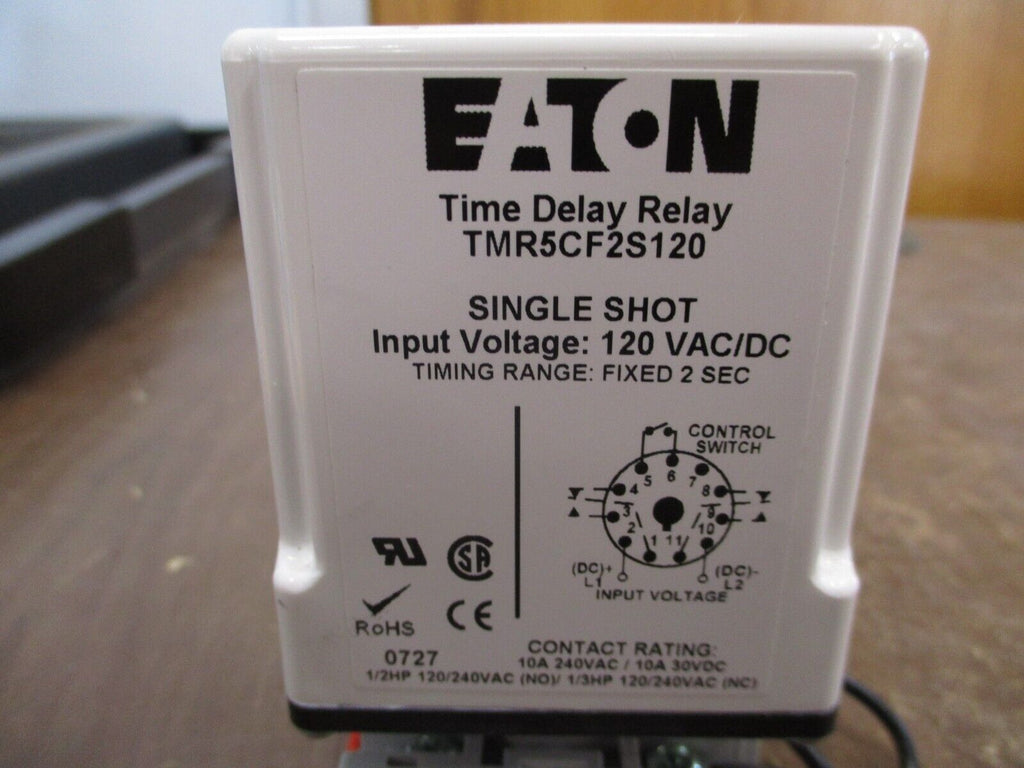 EATON
Time Delay Relay
TMR5CF2S120
SINGLE SHOT
Input Voltage: 120 VAC/DC
TIMING RANGE: FIXED 2 SEC
CONTROL
SWITCH
5 6 7
4 8
3 9
2 10
1 11
(DC)+ (DC)-
L1 L2
INPUT VOLTAGE
RU
SA
RoHS
CE
0727
CONTACT RATING:
10A 240VAC / 10A 30VDC
1/2HP 120/240VAC (NO)/ 1/3HP 120/240VAC (NC)